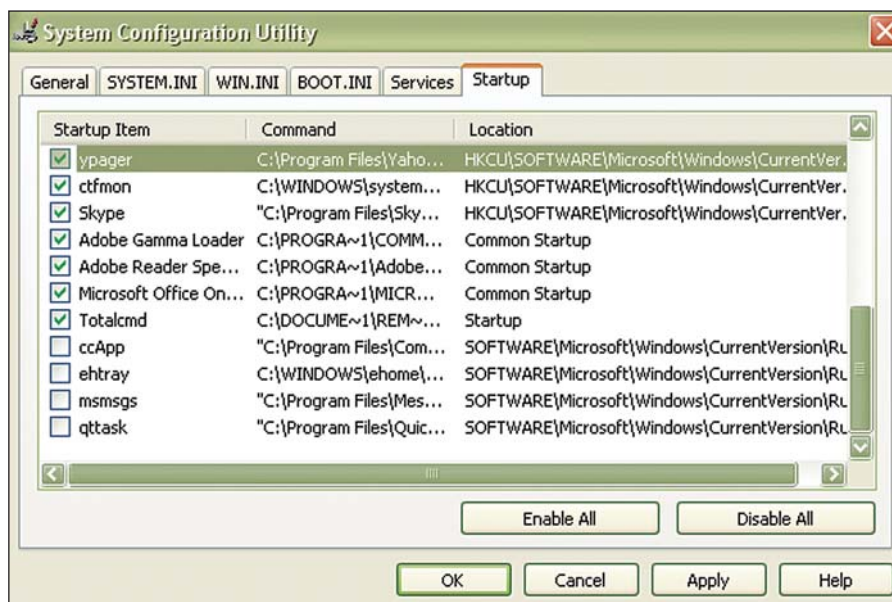 System Configuration Utility
General SYSTEM.INI WIN.INI BOOT.INI Services Startup
Startup Item Command Location
ypager C:\Program Files\Yaho... HKCU\SOFTWARE\Microsoft\Windows\CurrentVer.
ctfmon C:\WINDOWS\system... HKCU\SOFTWARE\Microsoft\Windows\CurrentVer.
Skype "C:\Program Files\Sky... HKCU\SOFTWARE\Microsoft\Windows\CurrentVer.
Adobe Gamma Loader C:\PROGRA~1\COMM... Common Startup
Adobe Reader Spe... C:\PROGRA~1\Adobe... Common Startup
Microsoft Office On... C:\PROGRA~1\MICR... Common Startup
Totalcmd C:\DOCUME~1\REM~... Startup
ccApp "C:\Program Files\Com... SOFTWARE\Microsoft\Windows\CurrentVersion\Ru
ehtray C:\WINDOWS\ehome\... SOFTWARE\Microsoft\Windows\CurrentVersion\Ru
msmsgs "C:\Program Files\Mes... SOFTWARE\Microsoft\Windows\CurrentVersion\Ru
qttask "C:\Program Files\Quic... SOFTWARE\Microsoft\Windows\CurrentVersion\Ru
Enable All Disable All
OK Cancel Apply Help